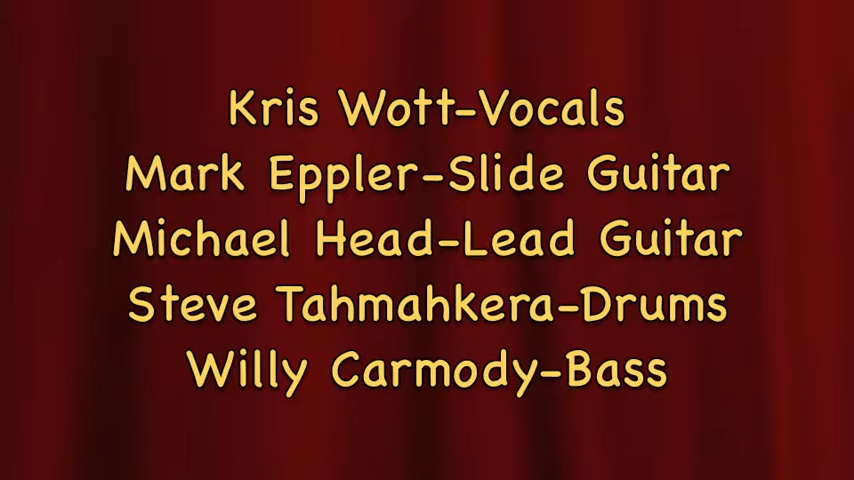 Kris Wott-Vocals
Mark Eppler-Slide Guitar
Michael Head-Lead Guitar
Steve Tahmahkera-Drums
Willy Carmody-Bass